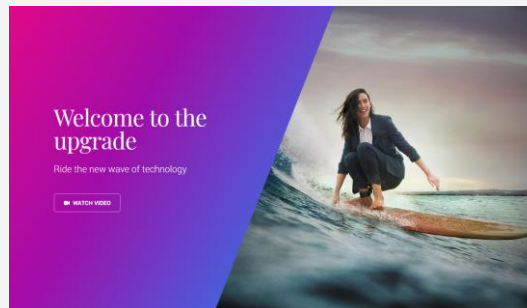 Welcome to the
upgrade
Ride the new wave of technology
WATCH VIDEO